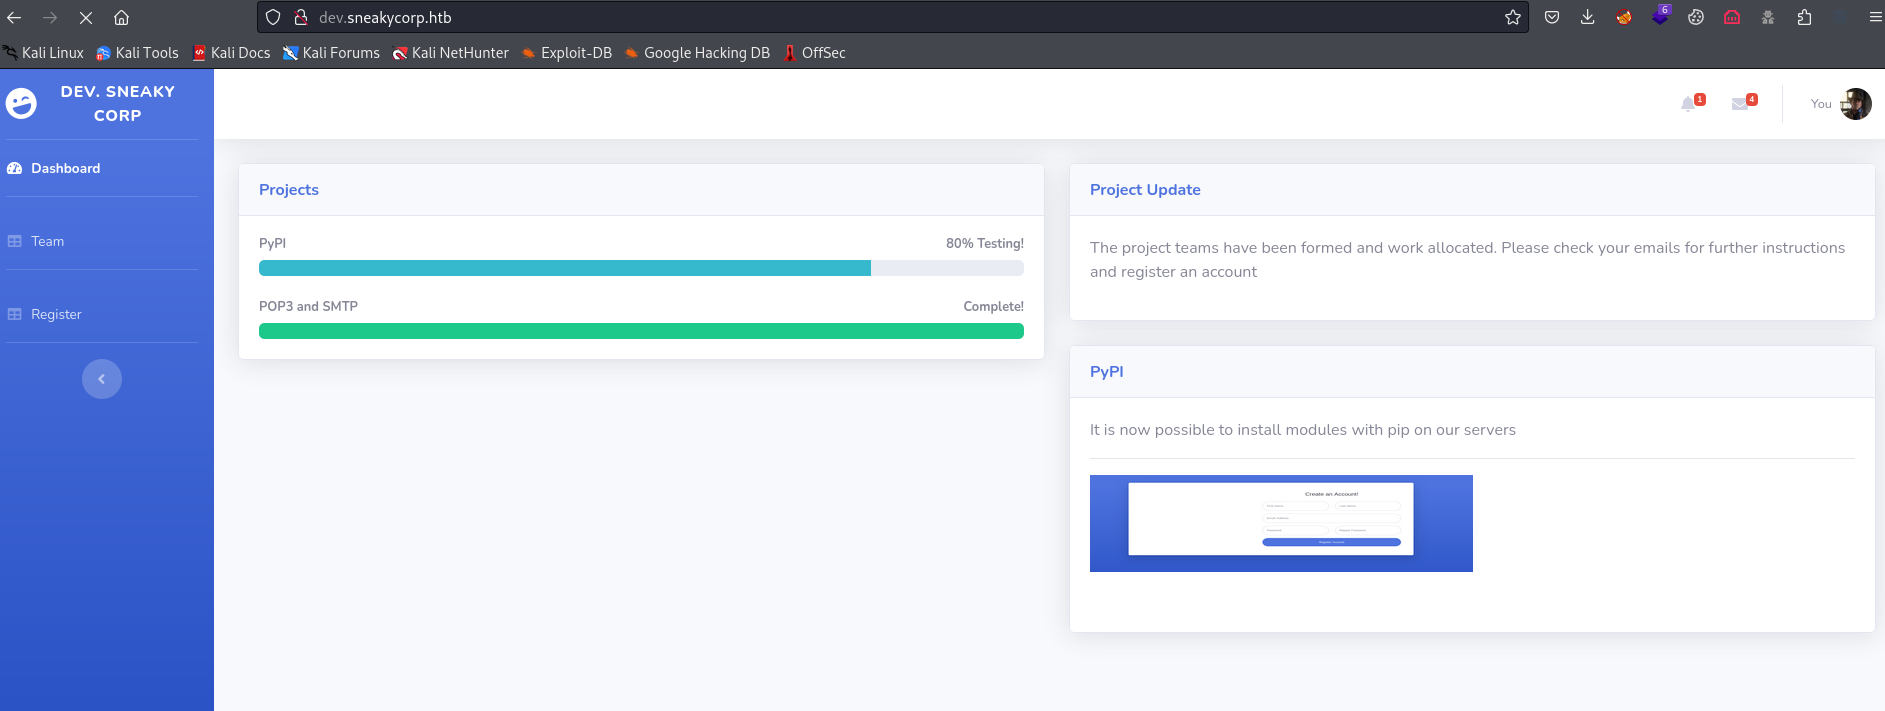 dev.sneakycorp.htb
6
Kali Linux Kali Tools Kali Docs Kali Forums Kali NetHunter Exploit-DB Google Hacking DB OffSec
DEV. SNEAKY
CORP
1
4
You
Dashboard
Team
Register
Projects
PyPI 80% Testing!
POP3 and SMTP Complete!
Project Update
The project teams have been formed and work allocated. Please check your emails for further instructions
and register an account
PyPI
It is now possible to install modules with pip on our servers
Create an Account!